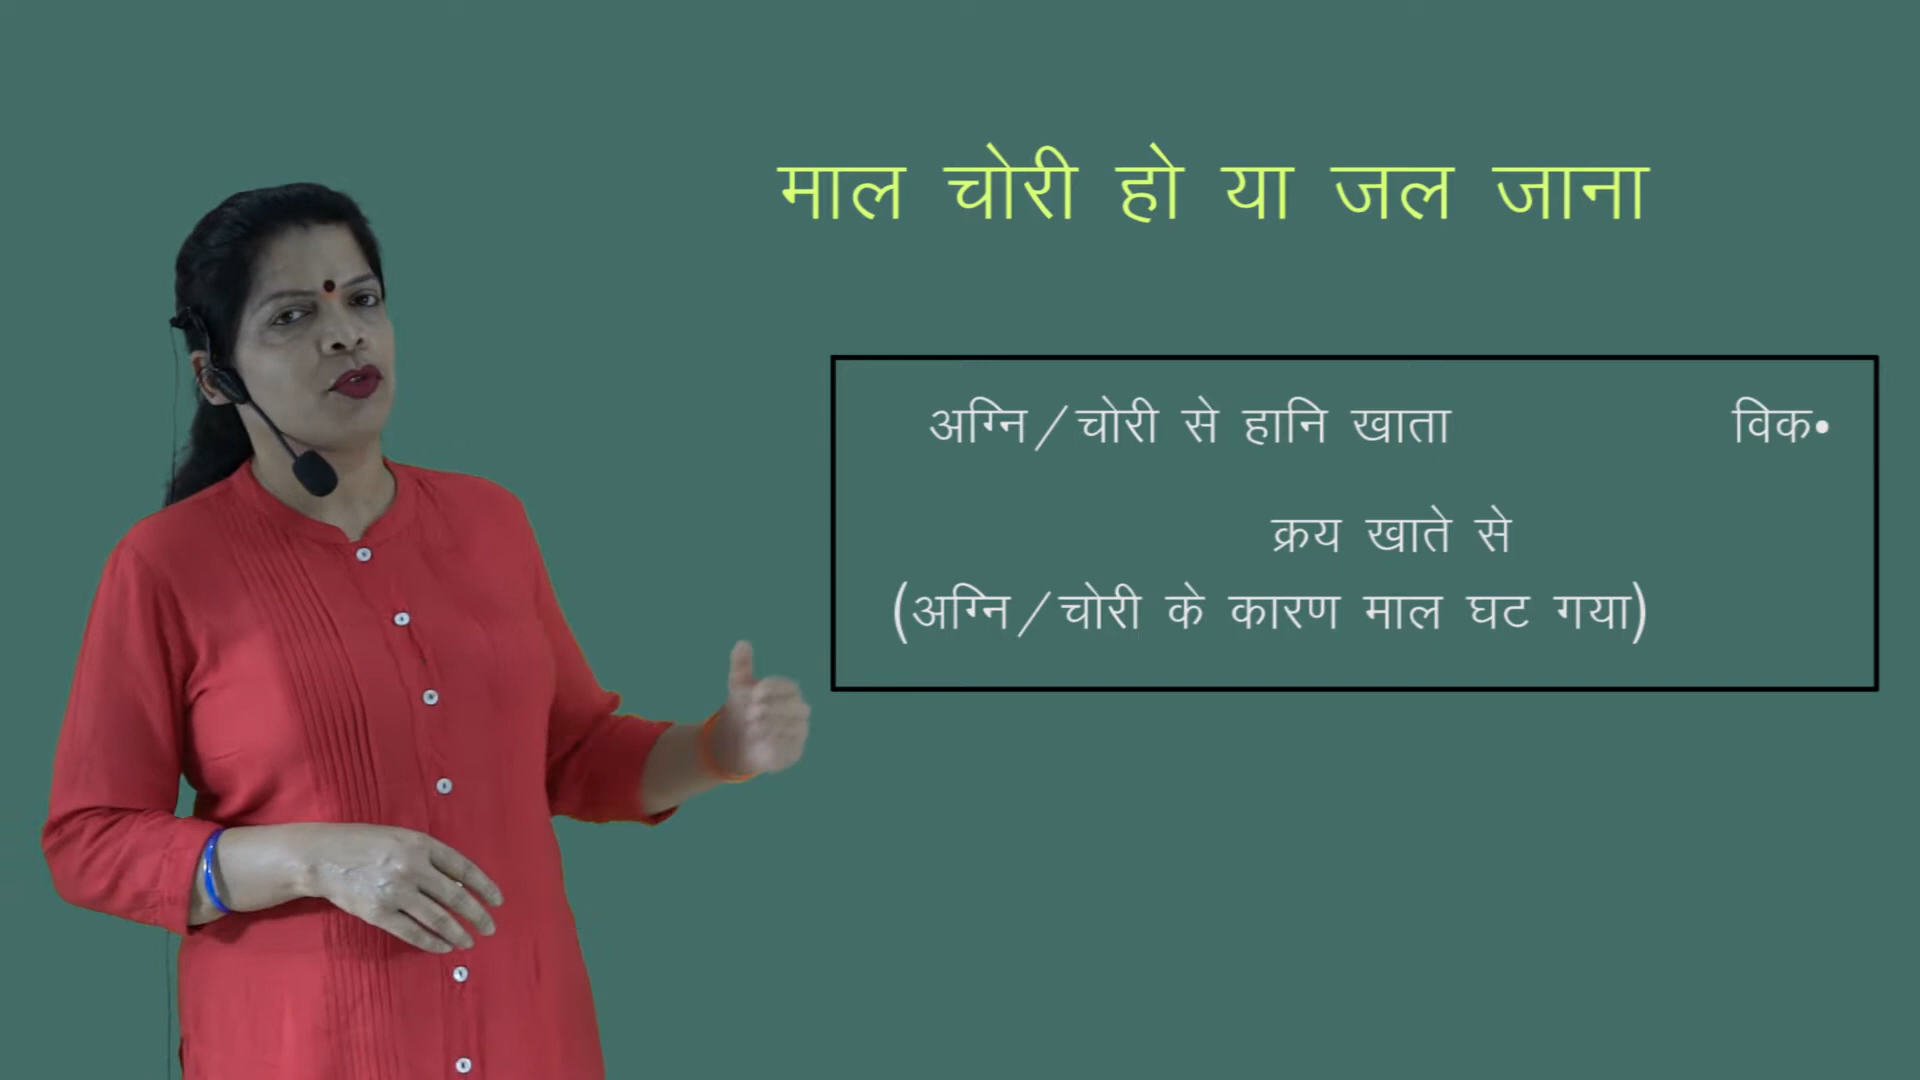 माल चोरी हो या जल जाना
अग्नि/चोरी से हानि खाता विक•
क्रय खाते से
(अग्नि/चोरी के कारण माल घट गया)